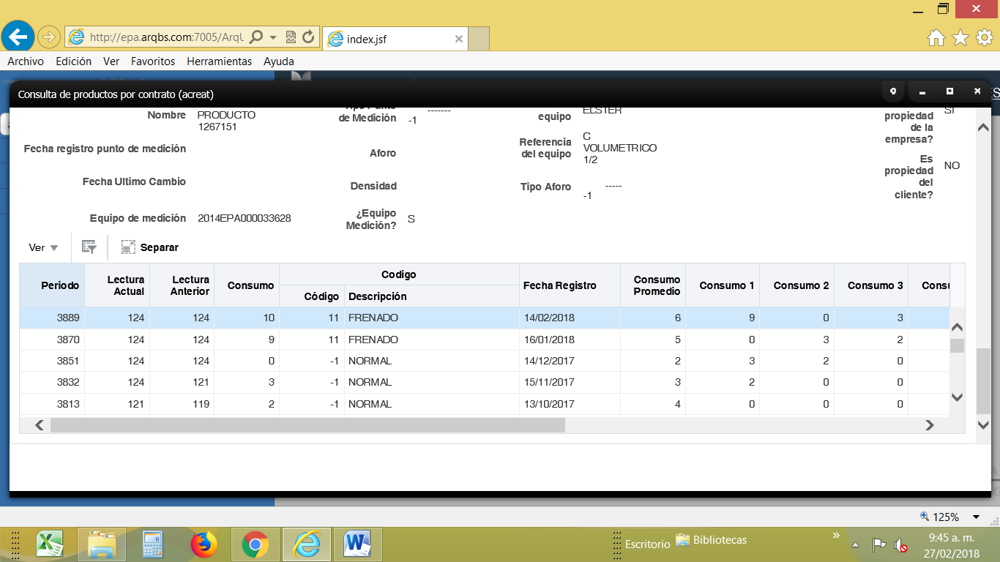 http://epa.arqbs.com:7005/Arql
index.jsf
Archivo Edición Ver Favoritos Herramientas Ayuda
Consulta de productos por contrato (acreat)
Nombre PRODUCTO 1267151
Tipo Punto de Medición ------- -1
equipo ELSTER
propiedad de la empresa? SI
Fecha registro punto de medición
Aforo
Referencia del equipo C VOLUMETRICO 1/2
Es propiedad del cliente? NO
Fecha Ultimo Cambio
Densidad
Tipo Aforo ----- -1
Equipo de medición 2014EPA000033628
¿Equipo Medición? S
Ver Separar
Periodo Lectura Actual Lectura Anterior Consumo Codigo Código Descripción Fecha Registro Consumo Promedio Consumo 1 Consumo 2 Consumo 3
3889 124 124 10 11 FRENADO 14/02/2018 6 9 0 3
3870 124 124 9 11 FRENADO 16/01/2018 5 0 3 2
3851 124 124 0 -1 NORMAL 14/12/2017 2 3 2 0
3832 124 121 3 -1 NORMAL 15/11/2017 3 2 0 0
3813 121 119 2 -1 NORMAL 13/10/2017 4 0 0 0
125%
Escritorio Bibliotecas
9:45 a. m.
27/02/2018